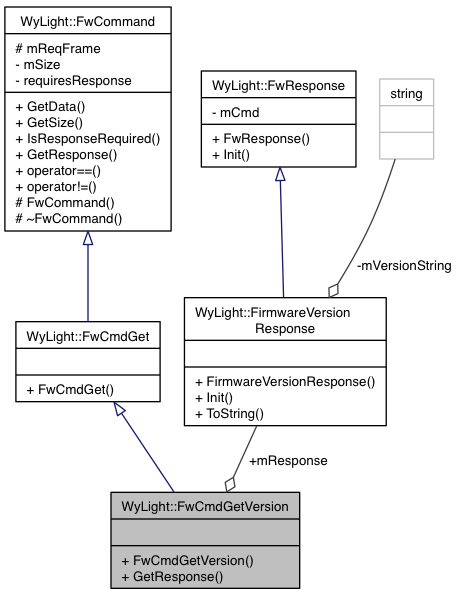 WyLight::FwCommand
# mReqFrame
- mSize
- requiresResponse
+ GetData()
+ GetSize()
+ IsResponseRequired()
+ GetResponse()
+ operator==()
+ operator!=()
# FwCommand()
# ~FwCommand()
WyLight::FwResponse
- mCmd
+ FwResponse()
+ Init()
string
-mVersionString
WyLight::FirmwareVersion
Response
+ FirmwareVersionResponse()
+ Init()
+ ToString()
WyLight::FwCmdGet
+ FwCmdGet()
+mResponse
WyLight::FwCmdGetVersion
+ FwCmdGetVersion()
+ GetResponse()